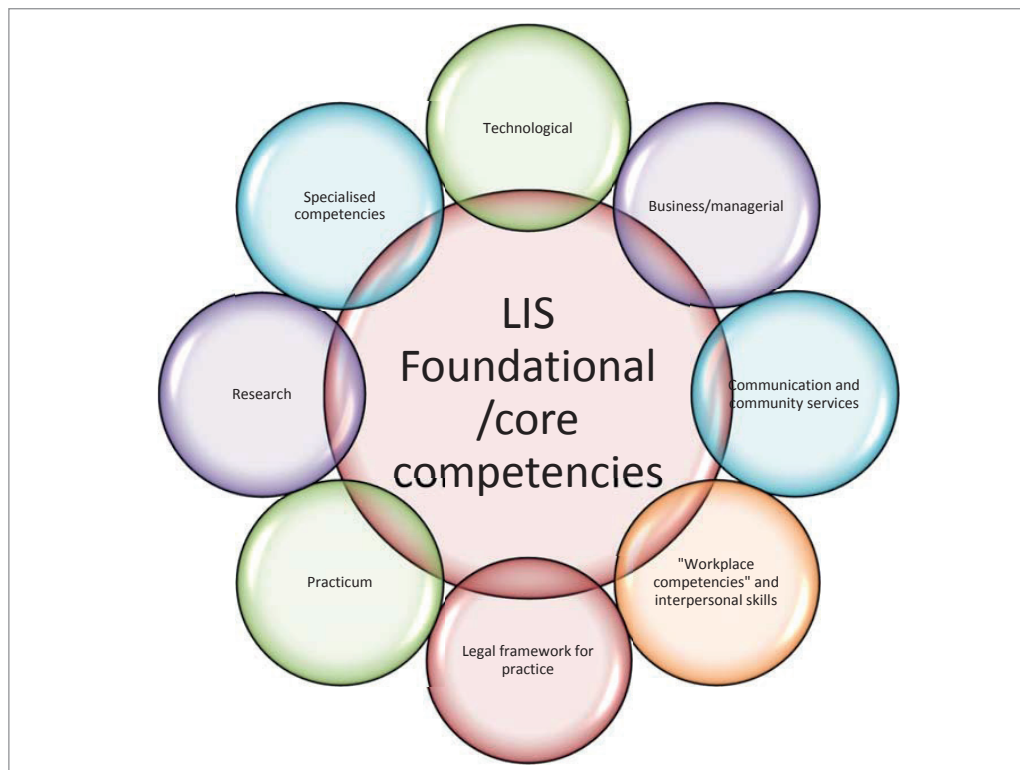 Technological
Specialised
competencies
Business/managerial
LIS
Foundational
/core
competencies
Research
Communication and
community services
Practicum
"Workplace
competencies" and
interpersonal skills
Legal framework for
practice